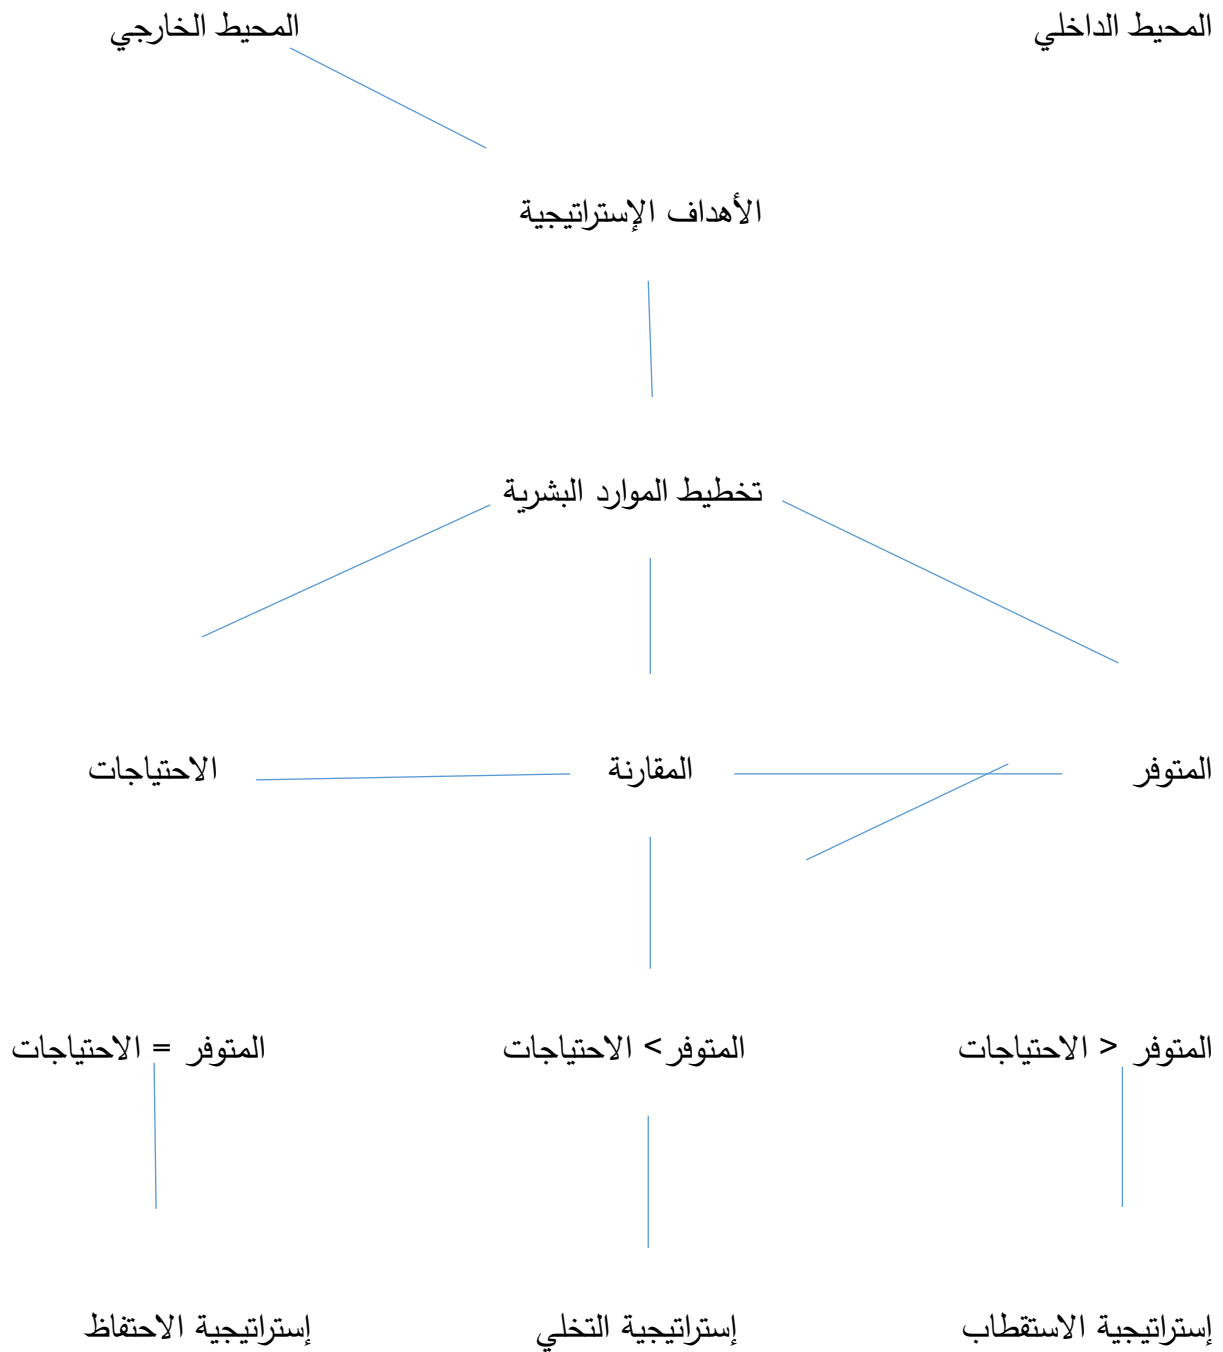 المحيط الداخلي المحيط الخارجي
الأهداف الإستراتيجية
تخطيط الموارد البشرية
المتوفر المقارنة الاحتياجات
المتوفر < الاحتياجات المتوفر> الاحتياجات المتوفر = الاحتياجات
إستراتيجية الاستقطاب إستراتيجية التخلي إستراتيجية الاحتفاظ